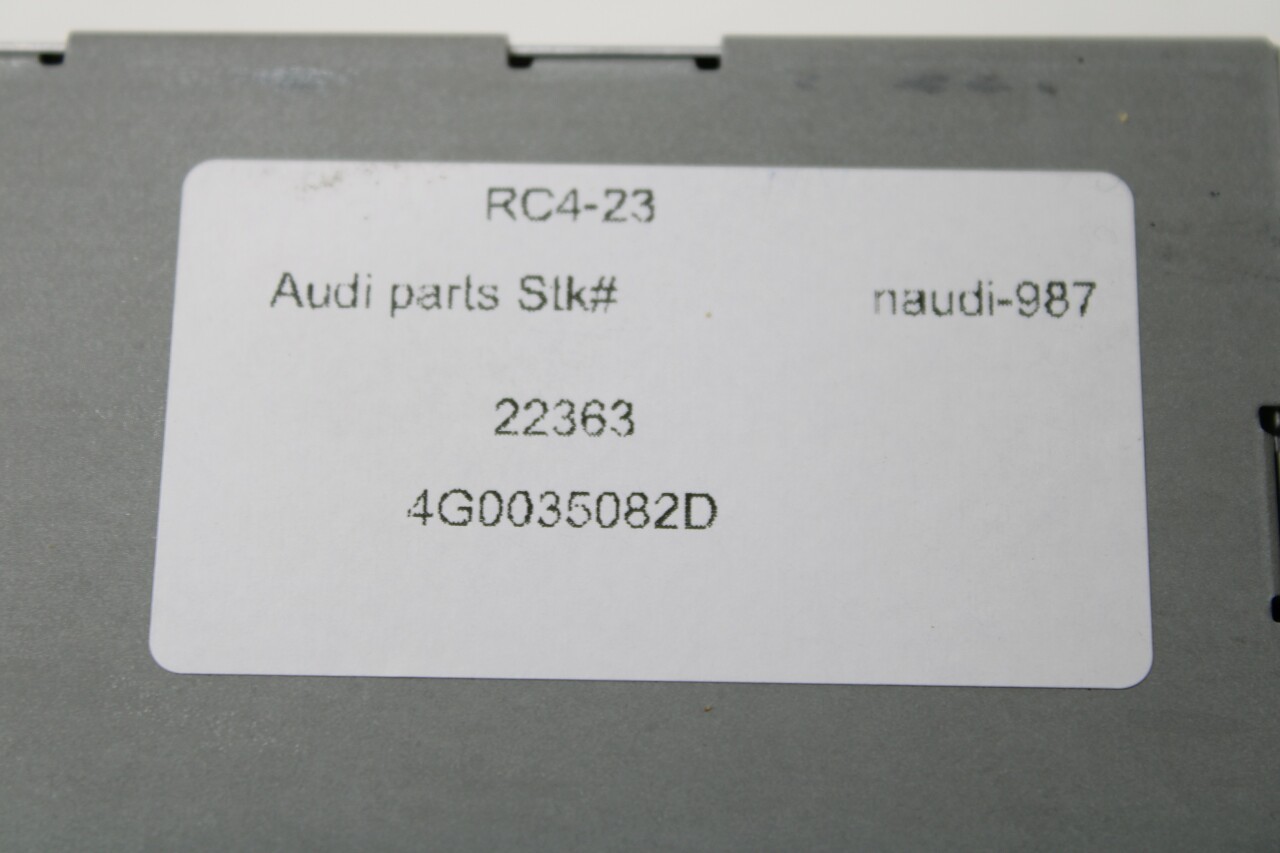 RC4-23
Audi parts Stk# naudi-987
22363
4G0035082D